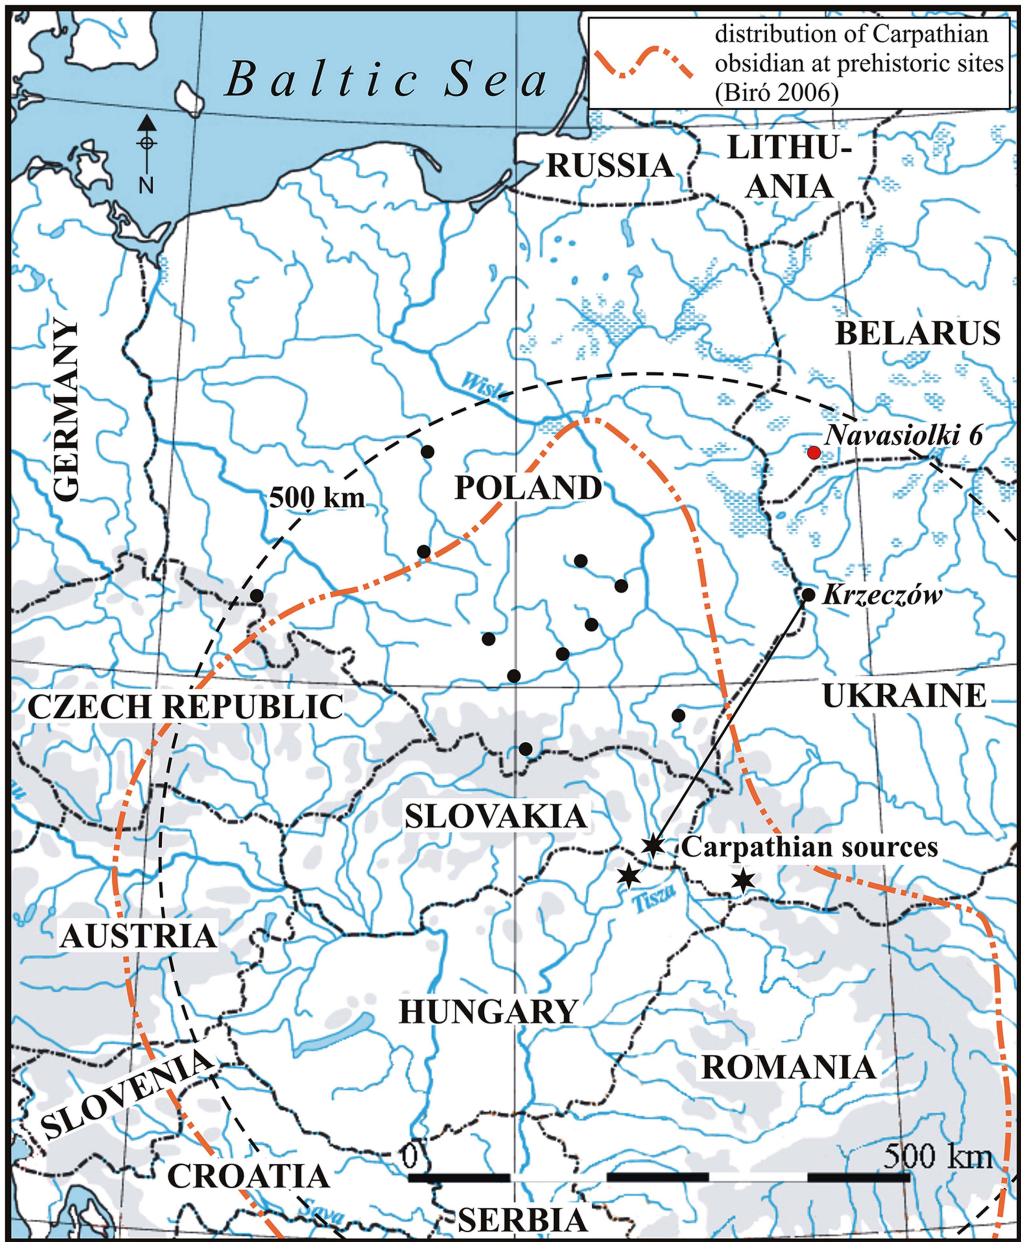 distribution of Carpathian
obsidian at prehistoric sites
(Biró 2006)
Baltic Sea
N
RUSSIA
LITHU-
ANIA
BELARUS
GERMANY
Wisła
Navasiolki 6
500 km
POLAND
Krzeczów
CZECH REPUBLIC
UKRAINE
SLOVAKIA
Carpathian sources
Tisza
AUSTRIA
HUNGARY
SLOVENIA
ROMANIA
0
500 km
CROATIA
Sava
SERBIA